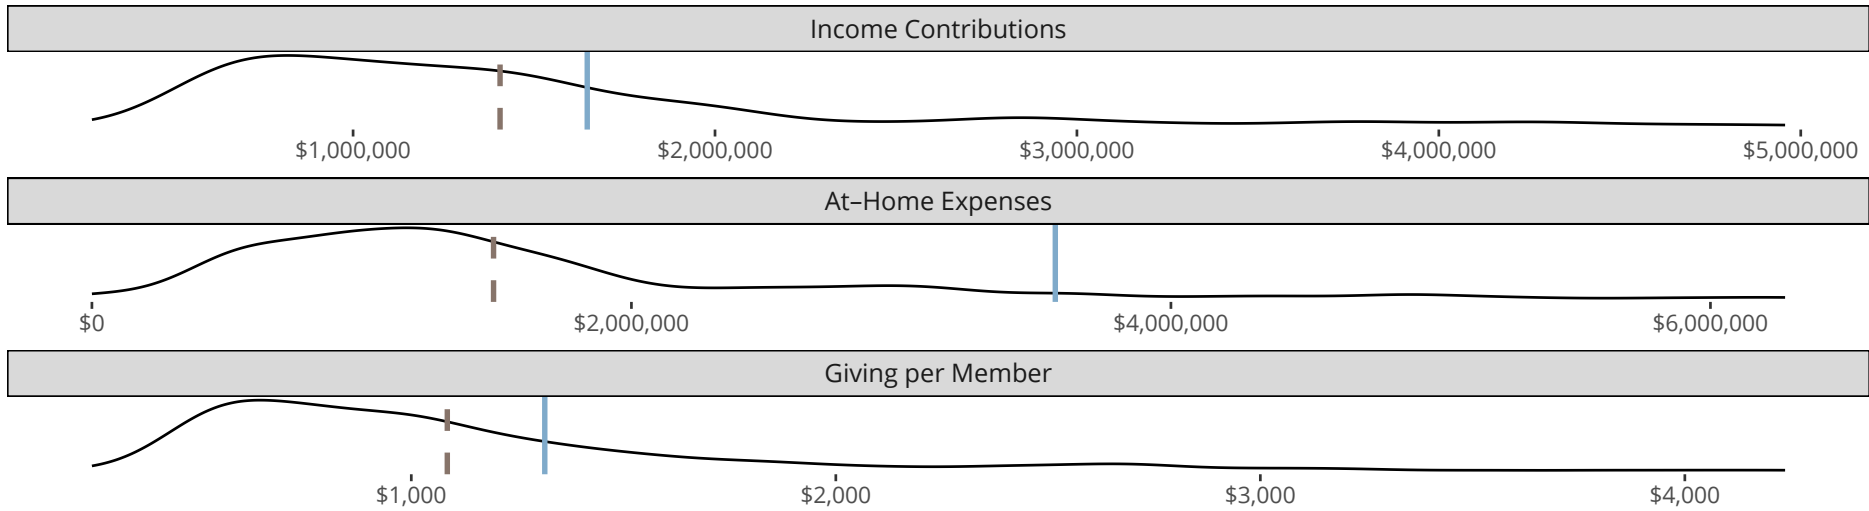 Income Contributions
$1,000,000 $2,000,000 $3,000,000 $4,000,000 $5,000,000
At–Home Expenses
$0 $2,000,000 $4,000,000 $6,000,000
Giving per Member
$1,000 $2,000 $3,000 $4,000